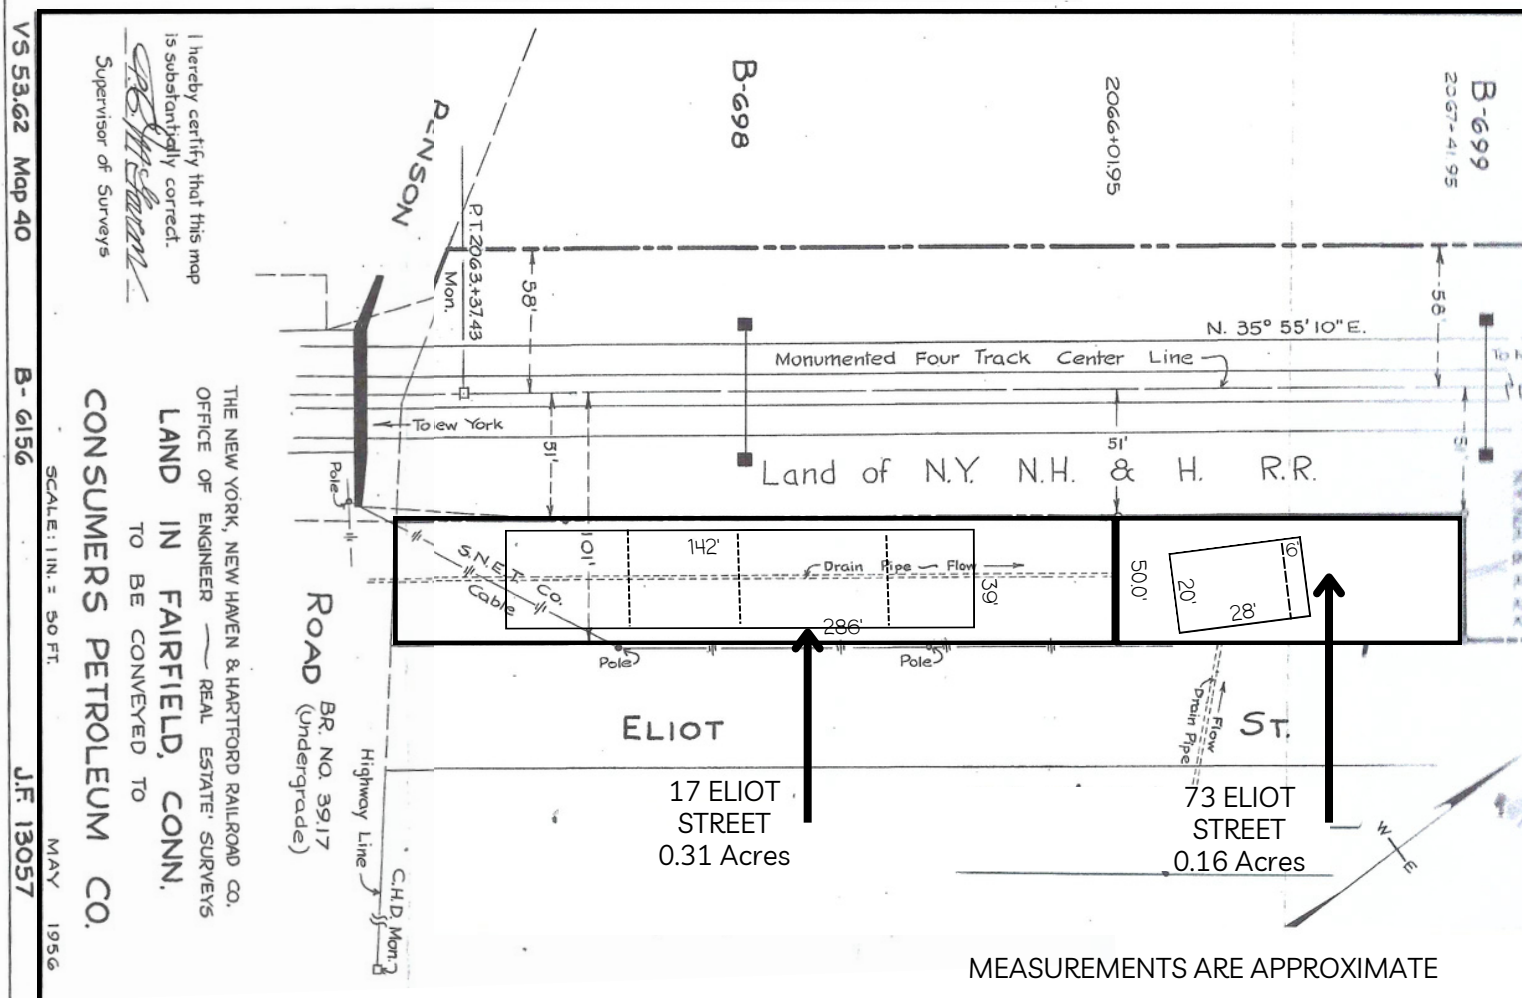 VS 53.62 Map 40
B- 6156
J.F. 13057
I hereby certify that this map
is substantially correct.
Supervisor of Surveys
THE NEW YORK, NEW HAVEN & HARTFORD RAILROAD CO.
OFFICE OF ENGINEER — REAL ESTATE SURVEYS
LAND IN FAIRFIELD, CONN.
TO BE CONVEYED TO
CONSUMERS PETROLEUM CO.
SCALE: 1 IN. = 50 FT.
MAY 1956
B-698
2066+01.95
B-699
2067-41.95
P.T. 2063.+37.43
Mon.
58'
58'
N. 35° 55' 10" E.
Monumented Four Track Center Line
To New York
51'
51'
51'
Land of N.Y. N.H. & H. R.R.
Pole
101'
S.N.E.T. Co.
Cable
142'
Drain Pipe — Flow
39'
286'
50.0'
20'
28'
6'
Pole
Pole
ROAD
BR. NO. 39.17
(Undergrade)
Highway Line
C.H.D. Mon.
ELIOT ST.
Flow
Drain Pipe
17 ELIOT
STREET
0.31 Acres
73 ELIOT
STREET
0.16 Acres
W
E
MEASUREMENTS ARE APPROXIMATE